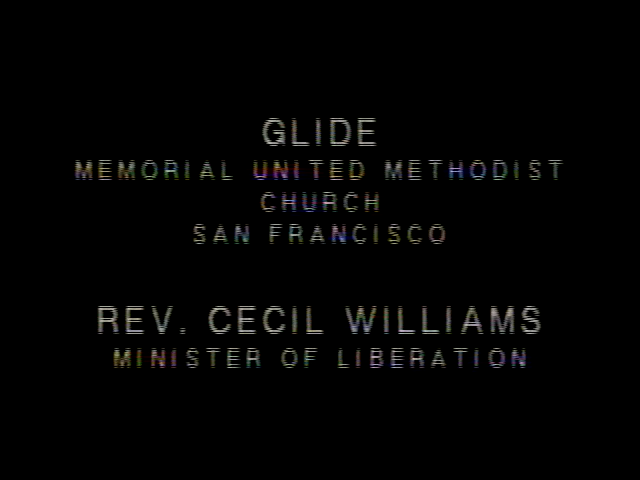 GLIDE
MEMORIAL UNITED METHODIST
CHURCH
SAN FRANCISCO
REV. CECIL WILLIAMS
MINISTER OF LIBERATION